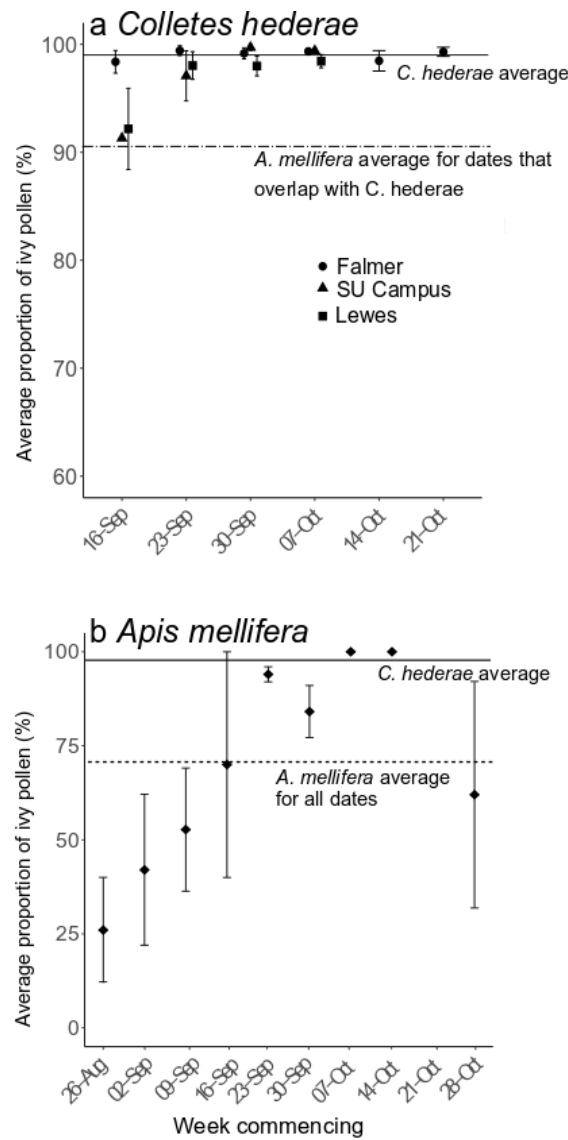 a Colletes hederae
100
90
80
70
60
Average proportion of ivy pollen (%)
C. hederae average
A. mellifera average for dates that
overlap with C. hederae
Falmer
SU Campus
Lewes
16-Sep
23-Sep
30-Sep
07-Oct
14-Oct
21-Oct
b Apis mellifera
100
75
50
25
0
Average proportion of ivy pollen (%)
C. hederae average
A. mellifera average
for all dates
26-Aug
02-Sep
09-Sep
16-Sep
23-Sep
30-Sep
07-Oct
14-Oct
21-Oct
28-Oct
Week commencing